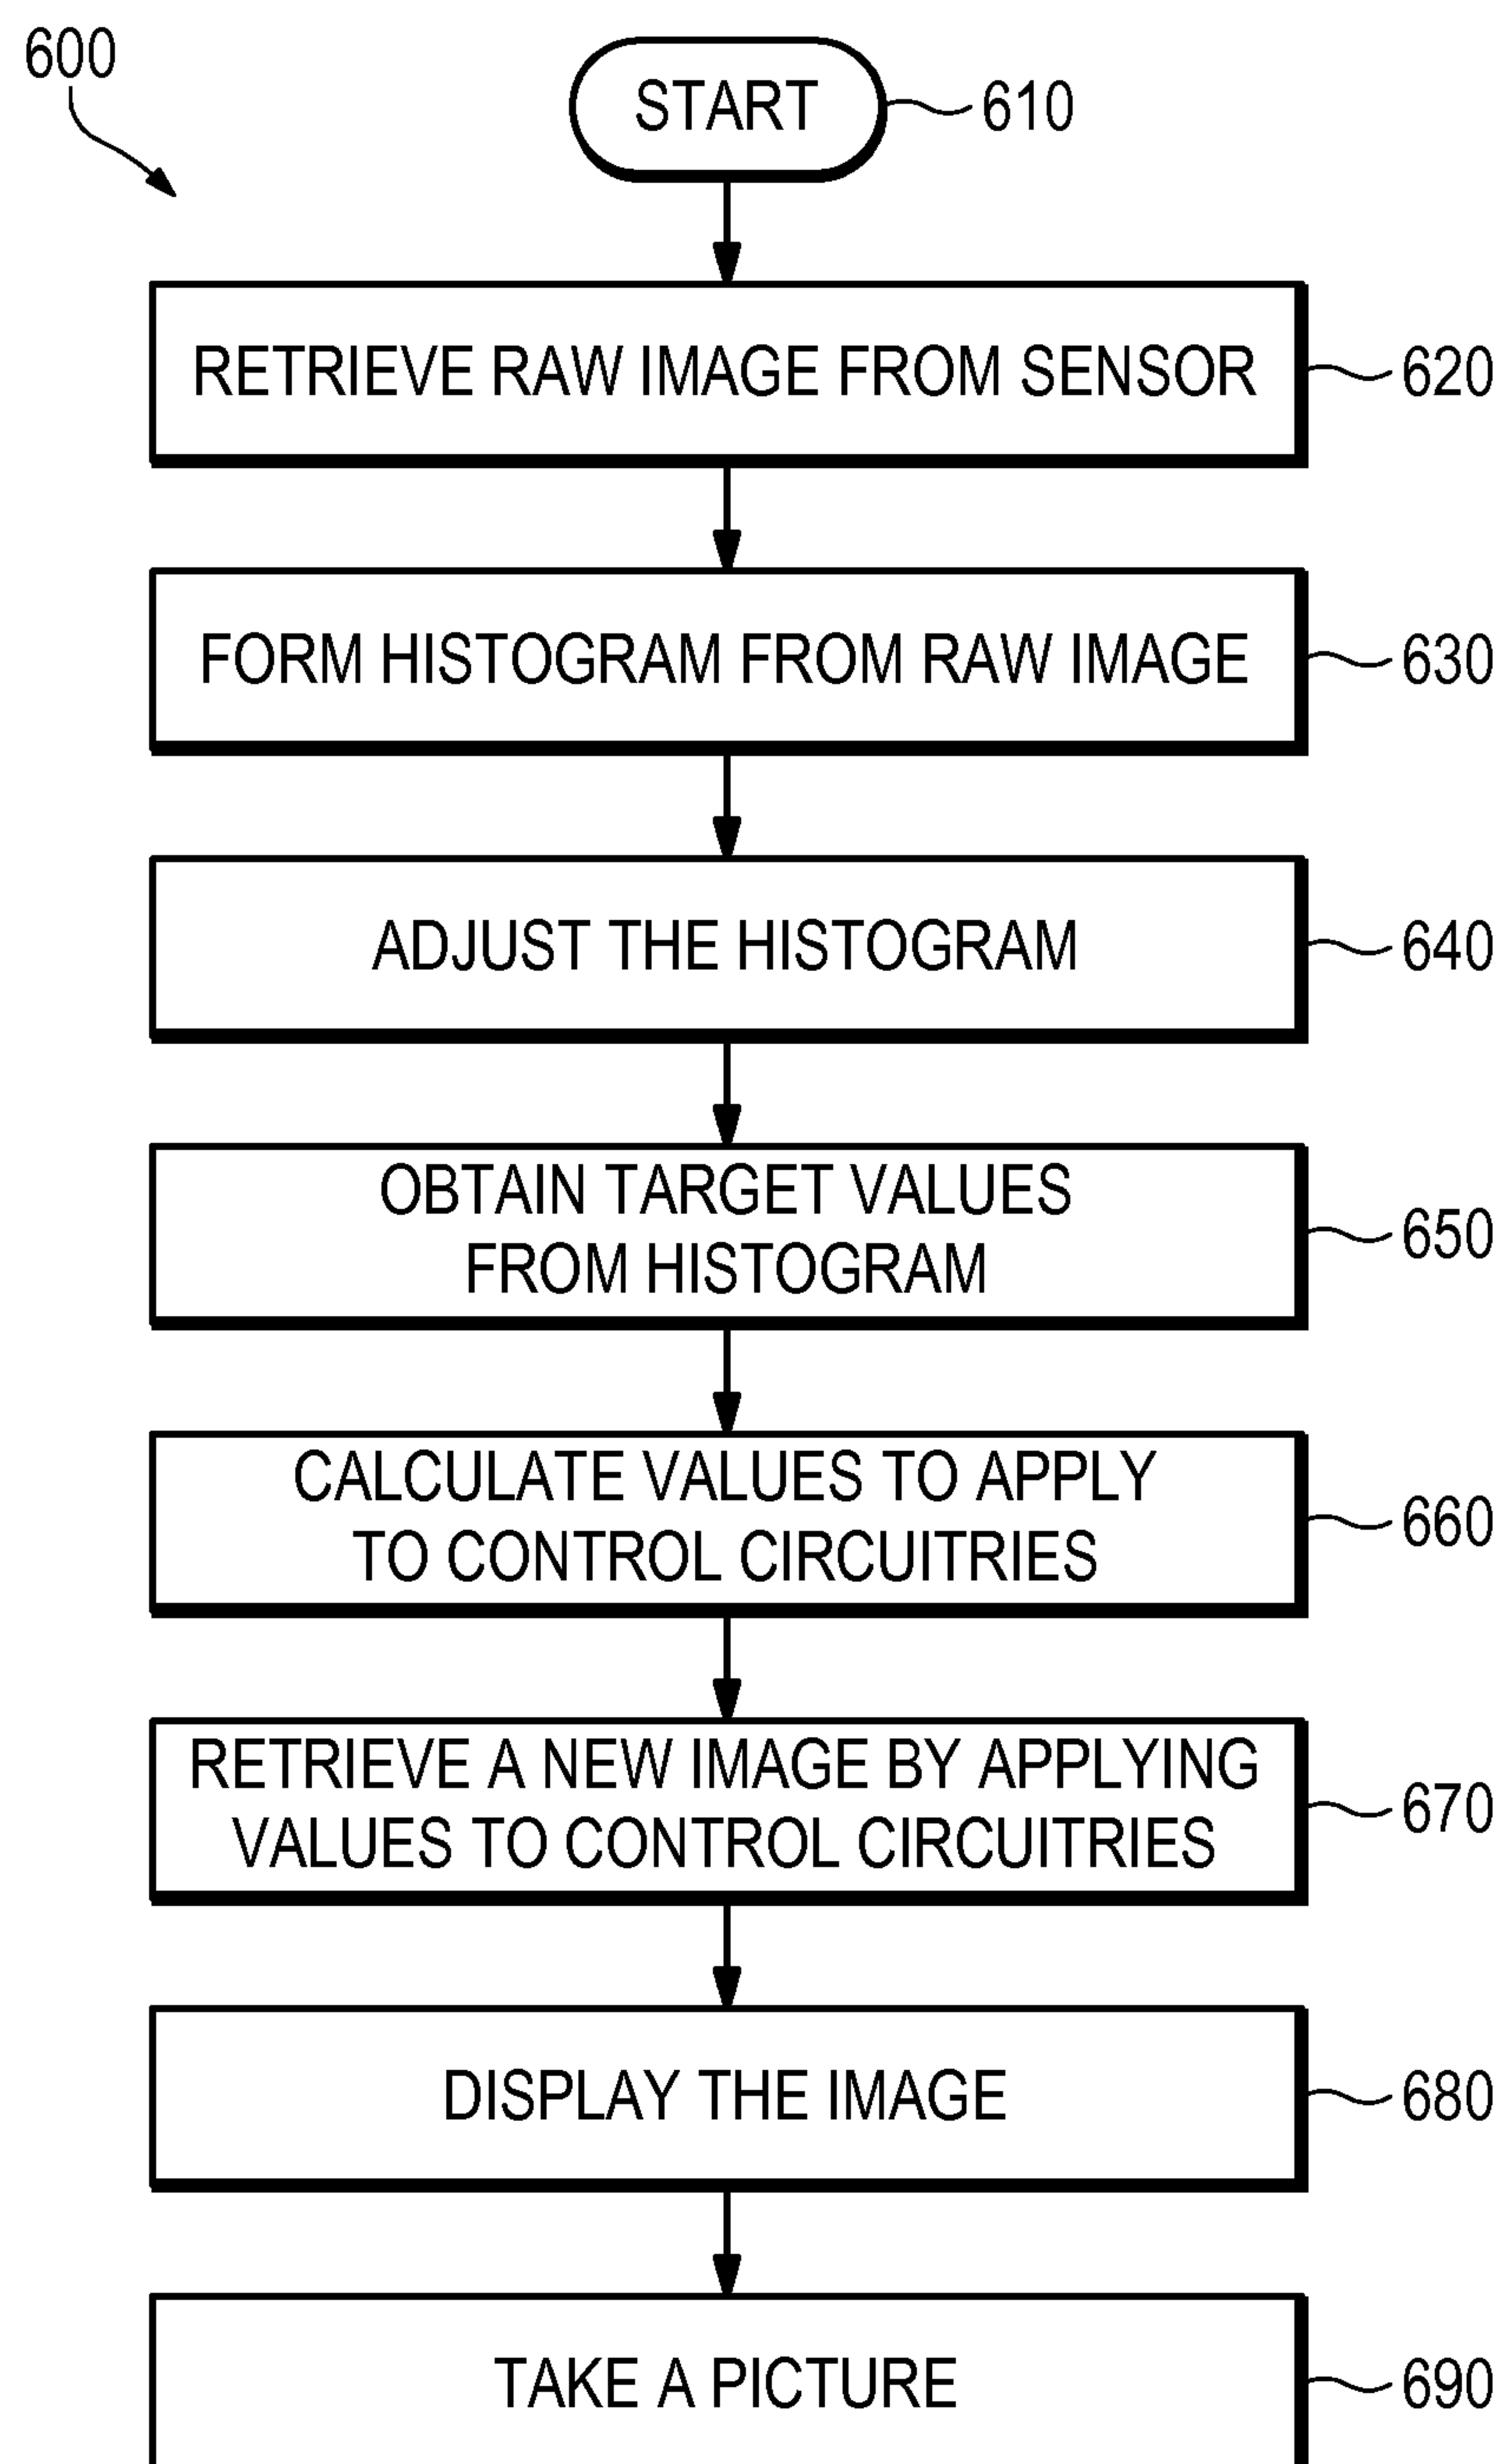 600
START
610
RETRIEVE RAW IMAGE FROM SENSOR
620
FORM HISTOGRAM FROM RAW IMAGE
630
ADJUST THE HISTOGRAM
640
OBTAIN TARGET VALUES
FROM HISTOGRAM
650
CALCULATE VALUES TO APPLY
TO CONTROL CIRCUITRIES
660
RETRIEVE A NEW IMAGE BY APPLYING
VALUES TO CONTROL CIRCUITRIES
670
DISPLAY THE IMAGE
680
TAKE A PICTURE
690